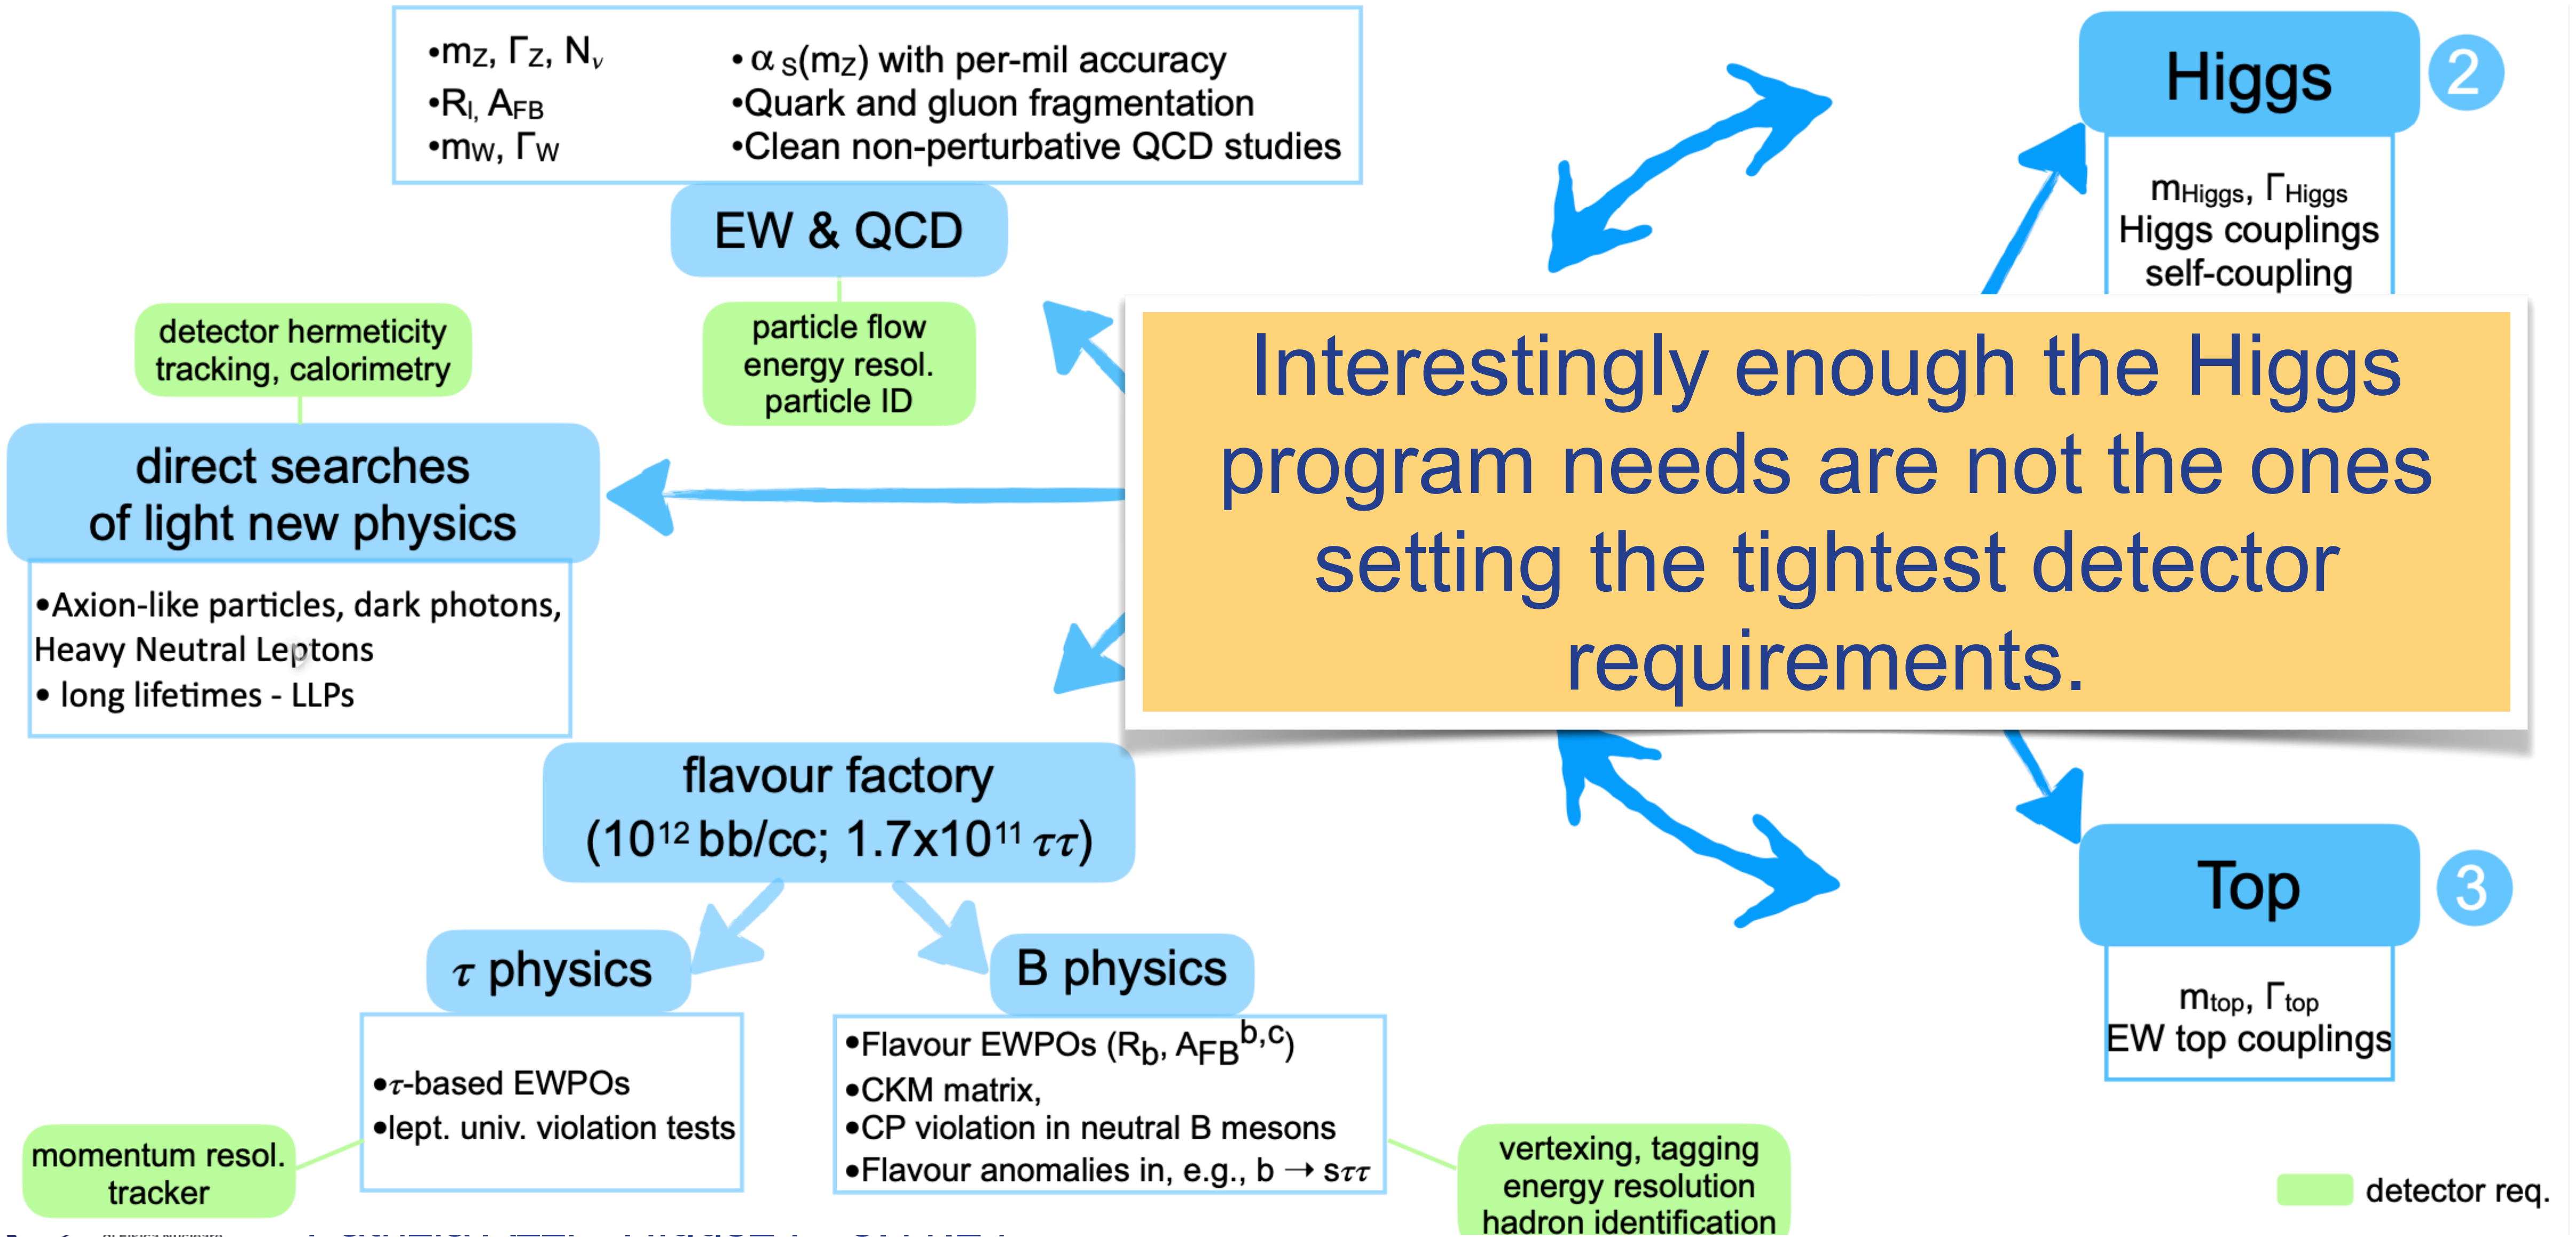 •mZ, ΓZ, Nν
•Rl, AFB
•mW, ΓW
• αS(mZ) with per-mil accuracy
•Quark and gluon fragmentation
•Clean non-perturbative QCD studies
EW & QCD
particle flow
energy resol.
particle ID
detector hermeticity
tracking, calorimetry
direct searches
of light new physics
•Axion-like particles, dark photons,
Heavy Neutral Leptons
• long lifetimes - LLPs
Higgs
2
mHiggs, ΓHiggs
Higgs couplings
self-coupling
Interestingly enough the Higgs
program needs are not the ones
setting the tightest detector
requirements.
flavour factory
(10¹² bb/cc; 1.7x10¹¹ ττ)
τ physics
•τ-based EWPOs
•lept. univ. violation tests
momentum resol.
tracker
B physics
•Flavour EWPOs (Rb, AFB^b,c)
•CKM matrix,
•CP violation in neutral B mesons
•Flavour anomalies in, e.g., b → sττ
vertexing, tagging
energy resolution
hadron identification
Top
3
mtop, Γtop
EW top couplings
detector req.